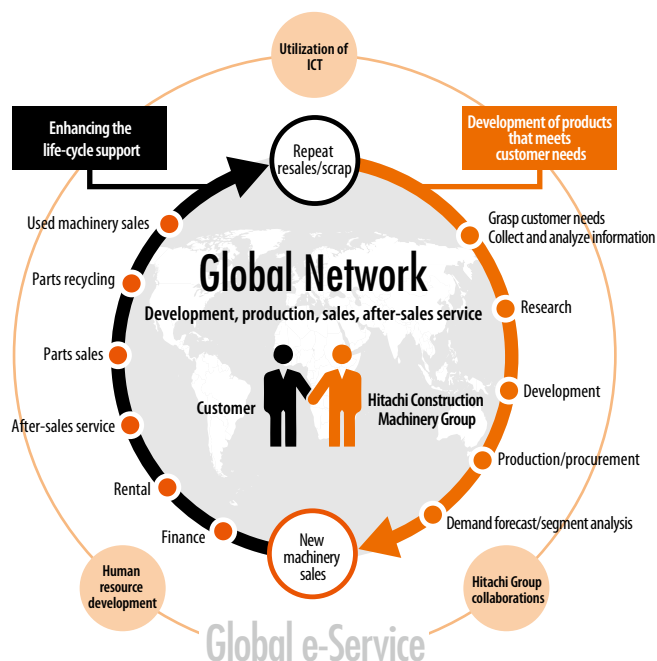 Utilization of
ICT
Enhancing the
life-cycle support
Development of products
that meets
customer needs
Repeat
resales/scrap
Used machinery sales
Grasp customer needs
Collect and analyze information
Parts recycling
Global Network
Research
Development, production, sales, after-sales service
Parts sales
Development
Customer
Hitachi Construction
Machinery Group
After-sales service
Production/procurement
Rental
Demand forecast/segment analysis
Finance
New
machinery
sales
Human
resource
development
Hitachi Group
collaborations
Global e-Service